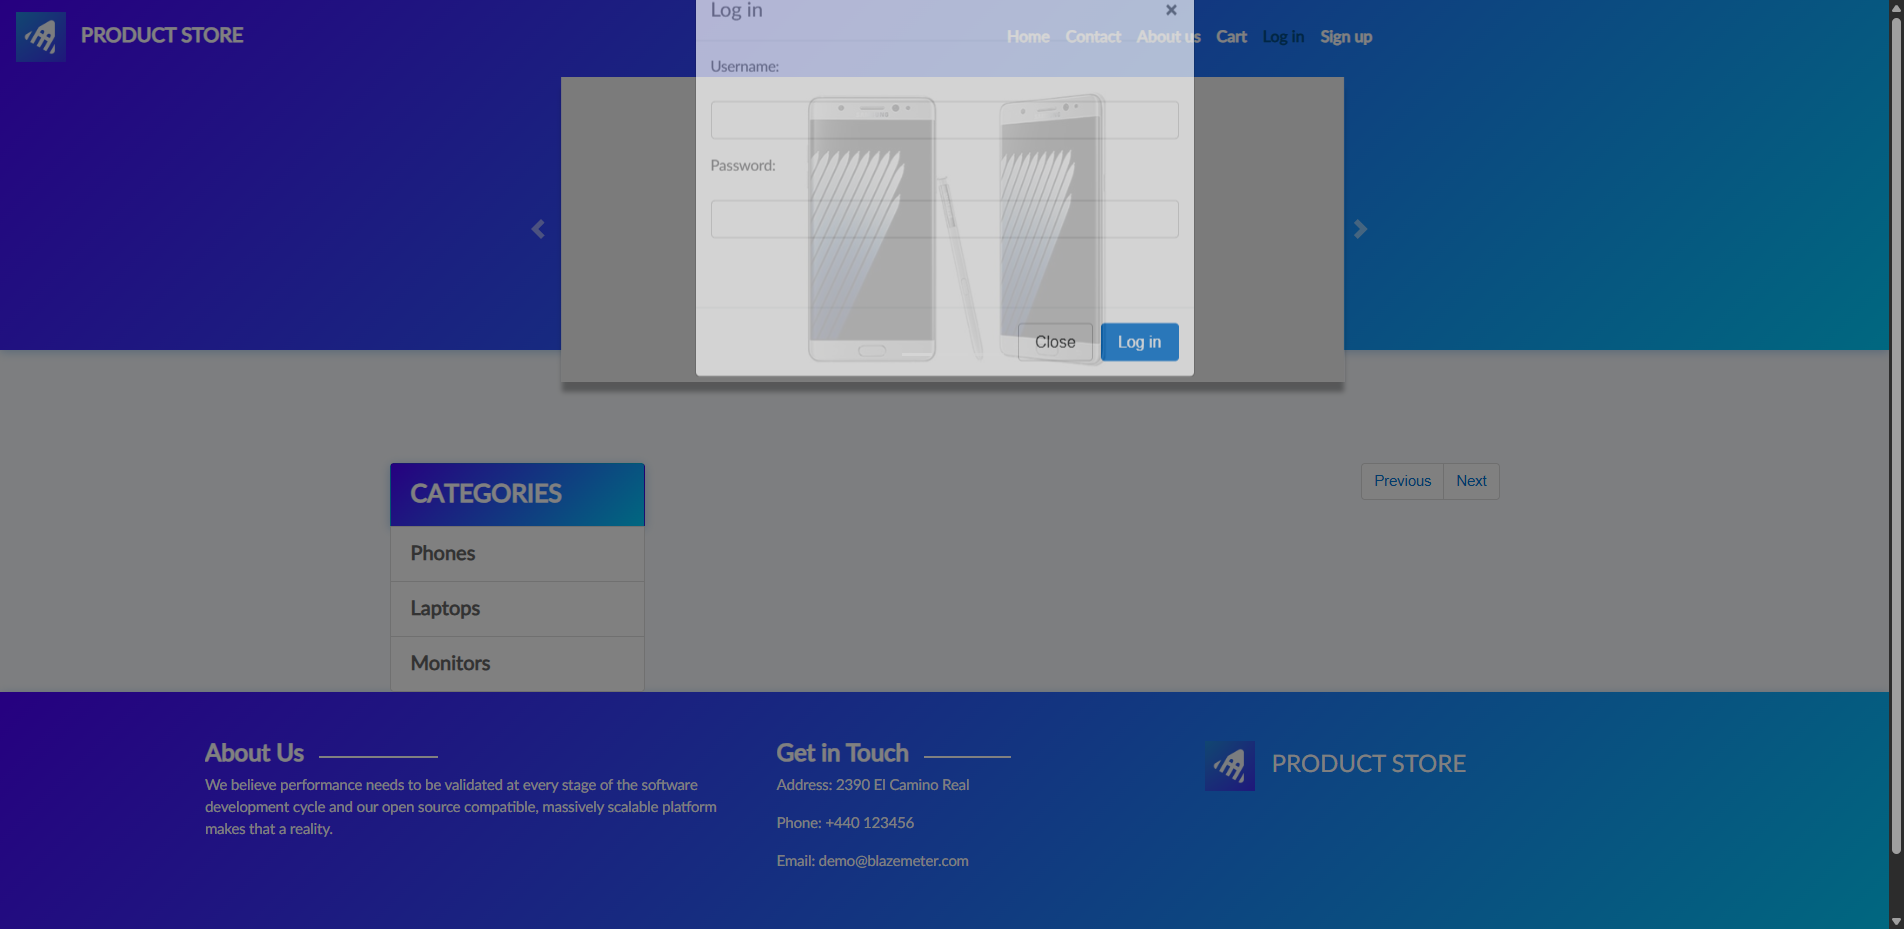 PRODUCT STORE
Home Contact About us Cart Log in Sign up
Log in ×
Username:
Password:
Close Log in
CATEGORIES
Phones
Laptops
Monitors
Previous Next
About Us
We believe performance needs to be validated at every stage of the software
development cycle and our open source compatible, massively scalable platform
makes that a reality.
Get in Touch
Address: 2390 El Camino Real
Phone: +440 123456
Email: demo@blazemeter.com
PRODUCT STORE